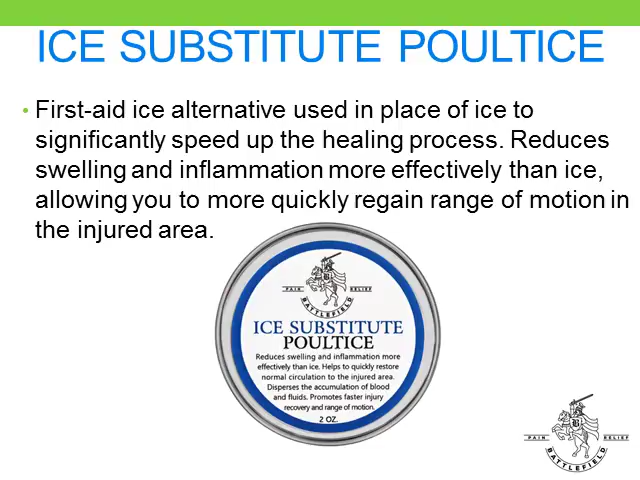 ICE SUBSTITUTE POULTICE
• First-aid ice alternative used in place of ice to
significantly speed up the healing process. Reduces
swelling and inflammation more effectively than ice,
allowing you to more quickly regain range of motion in
the injured area.
PAIN RELIEF
BATTLEFIELD
ICE SUBSTITUTE
POULTICE
Reduces swelling and inflammation more
effectively than ice. Helps to quickly restore
normal circulation to the injured area.
Disperses the accumulation of blood
and fluids. Promotes faster injury
recovery and range of motion.
2 OZ.
B
PAIN RELIEF
BATTLEFIELD